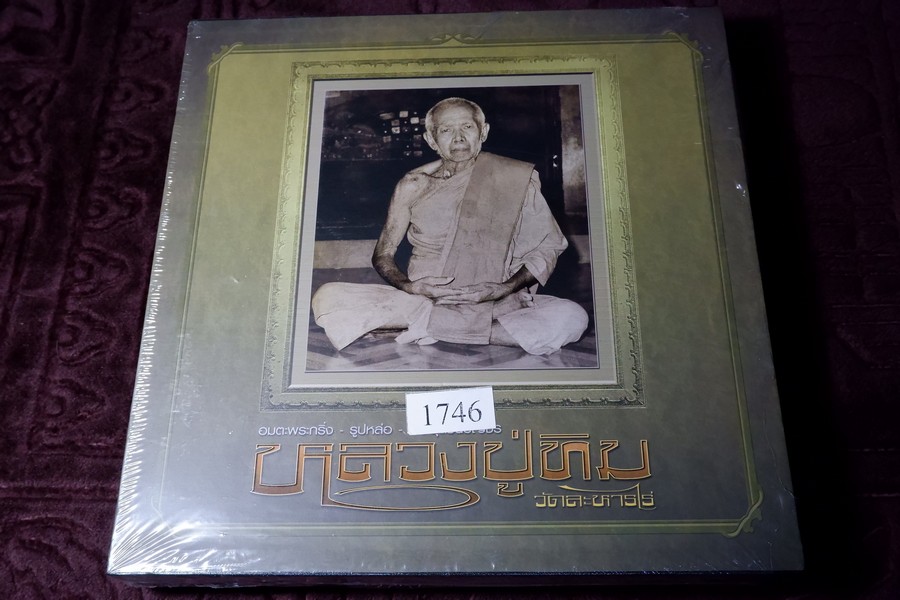 1746
อมตะพระกริ่ง - รูปหล่อ -
หลวงปู่ทิม
วัดละหารไร่